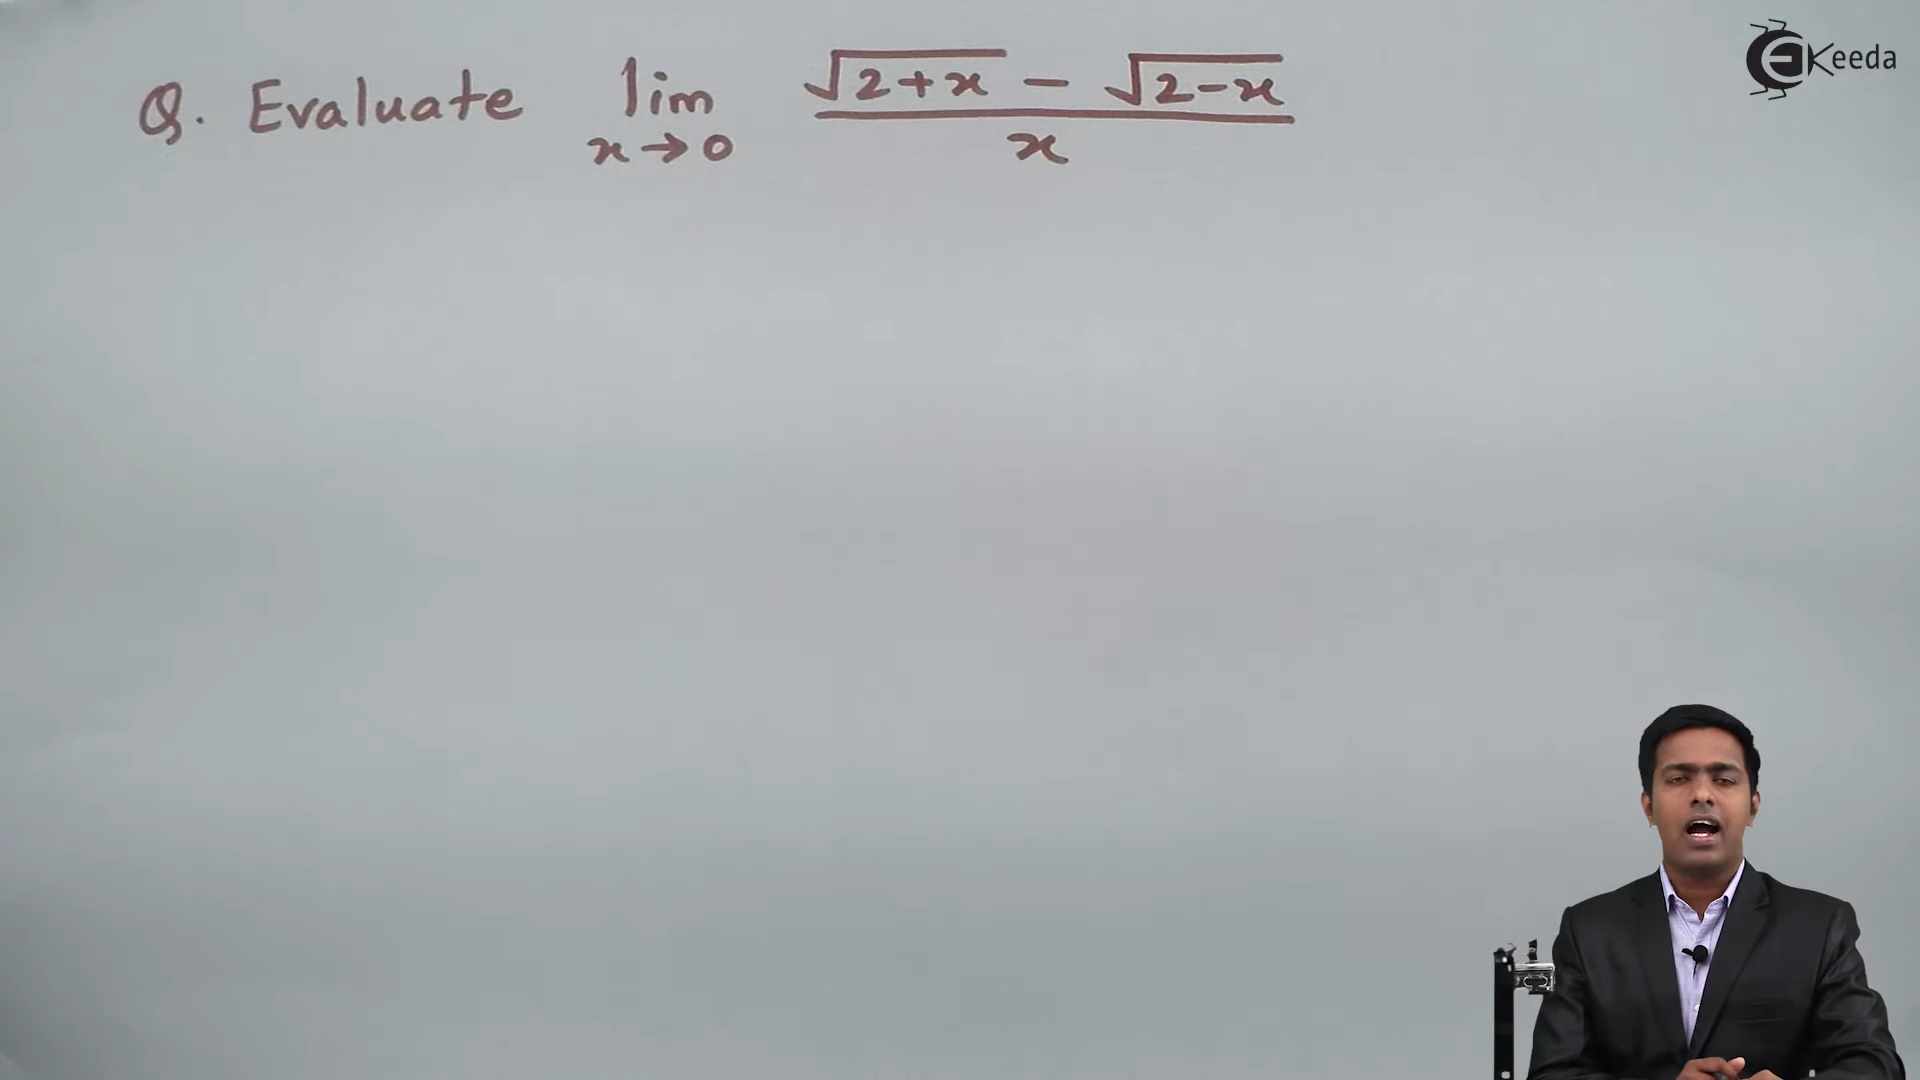 Q. Evaluate lim x→0 √2+x − √2−x / x
EKeeda